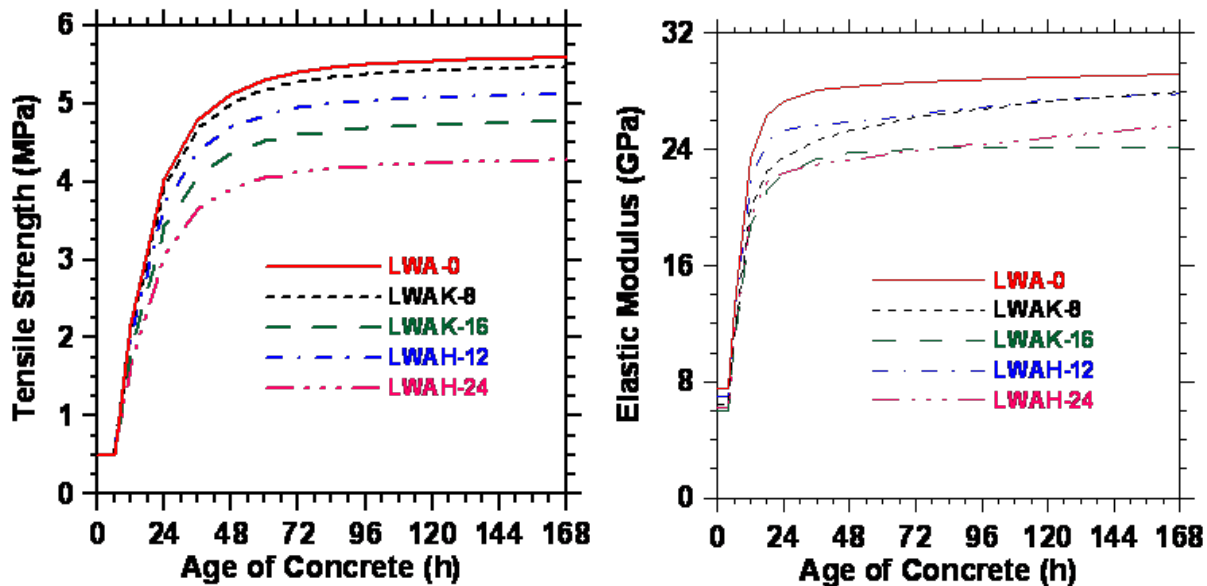 Tensile Strength (MPa)
6
5
4
3
2
1
0
LWA-0
LWAK-8
LWAK-16
LWAH-12
LWAH-24
0 24 48 72 96 120 144 168
Age of Concrete (h)
Elastic Modulus (GPa)
32
24
16
8
0
LWA-0
LWAK-8
LWAK-16
LWAH-12
LWAH-24
0 24 48 72 96 120 144 168
Age of Concrete (h)